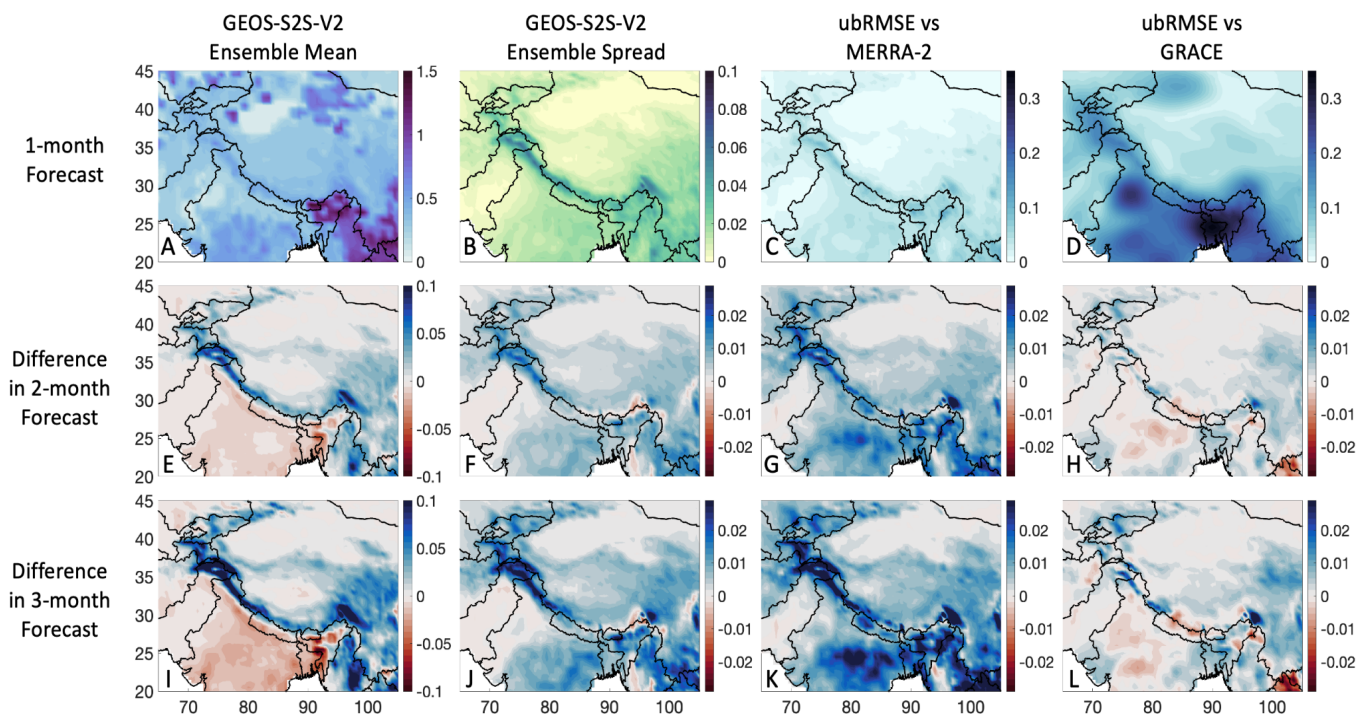 GEOS-S2S-V2
Ensemble Mean
GEOS-S2S-V2
Ensemble Spread
ubRMSE vs
MERRA-2
ubRMSE vs
GRACE
1-month
Forecast
45
40
35
30
25
20
A
1.5
1
0.5
0
B
0.1
0.08
0.06
0.04
0.02
0
C
0.3
0.2
0.1
0
D
0.3
0.2
0.1
0
Difference
in 2-month
Forecast
45
40
35
30
25
20
E
0.1
0.05
0
-0.05
-0.1
F
0.02
0.01
0
-0.01
-0.02
G
0.02
0.01
0
-0.01
-0.02
H
0.02
0.01
0
-0.01
-0.02
Difference
in 3-month
Forecast
45
40
35
30
25
20
I
0.1
0.05
0
-0.05
-0.1
J
0.02
0.01
0
-0.01
-0.02
K
0.02
0.01
0
-0.01
-0.02
L
0.02
0.01
0
-0.01
-0.02
70 80 90 100
70 80 90 100
70 80 90 100
70 80 90 100